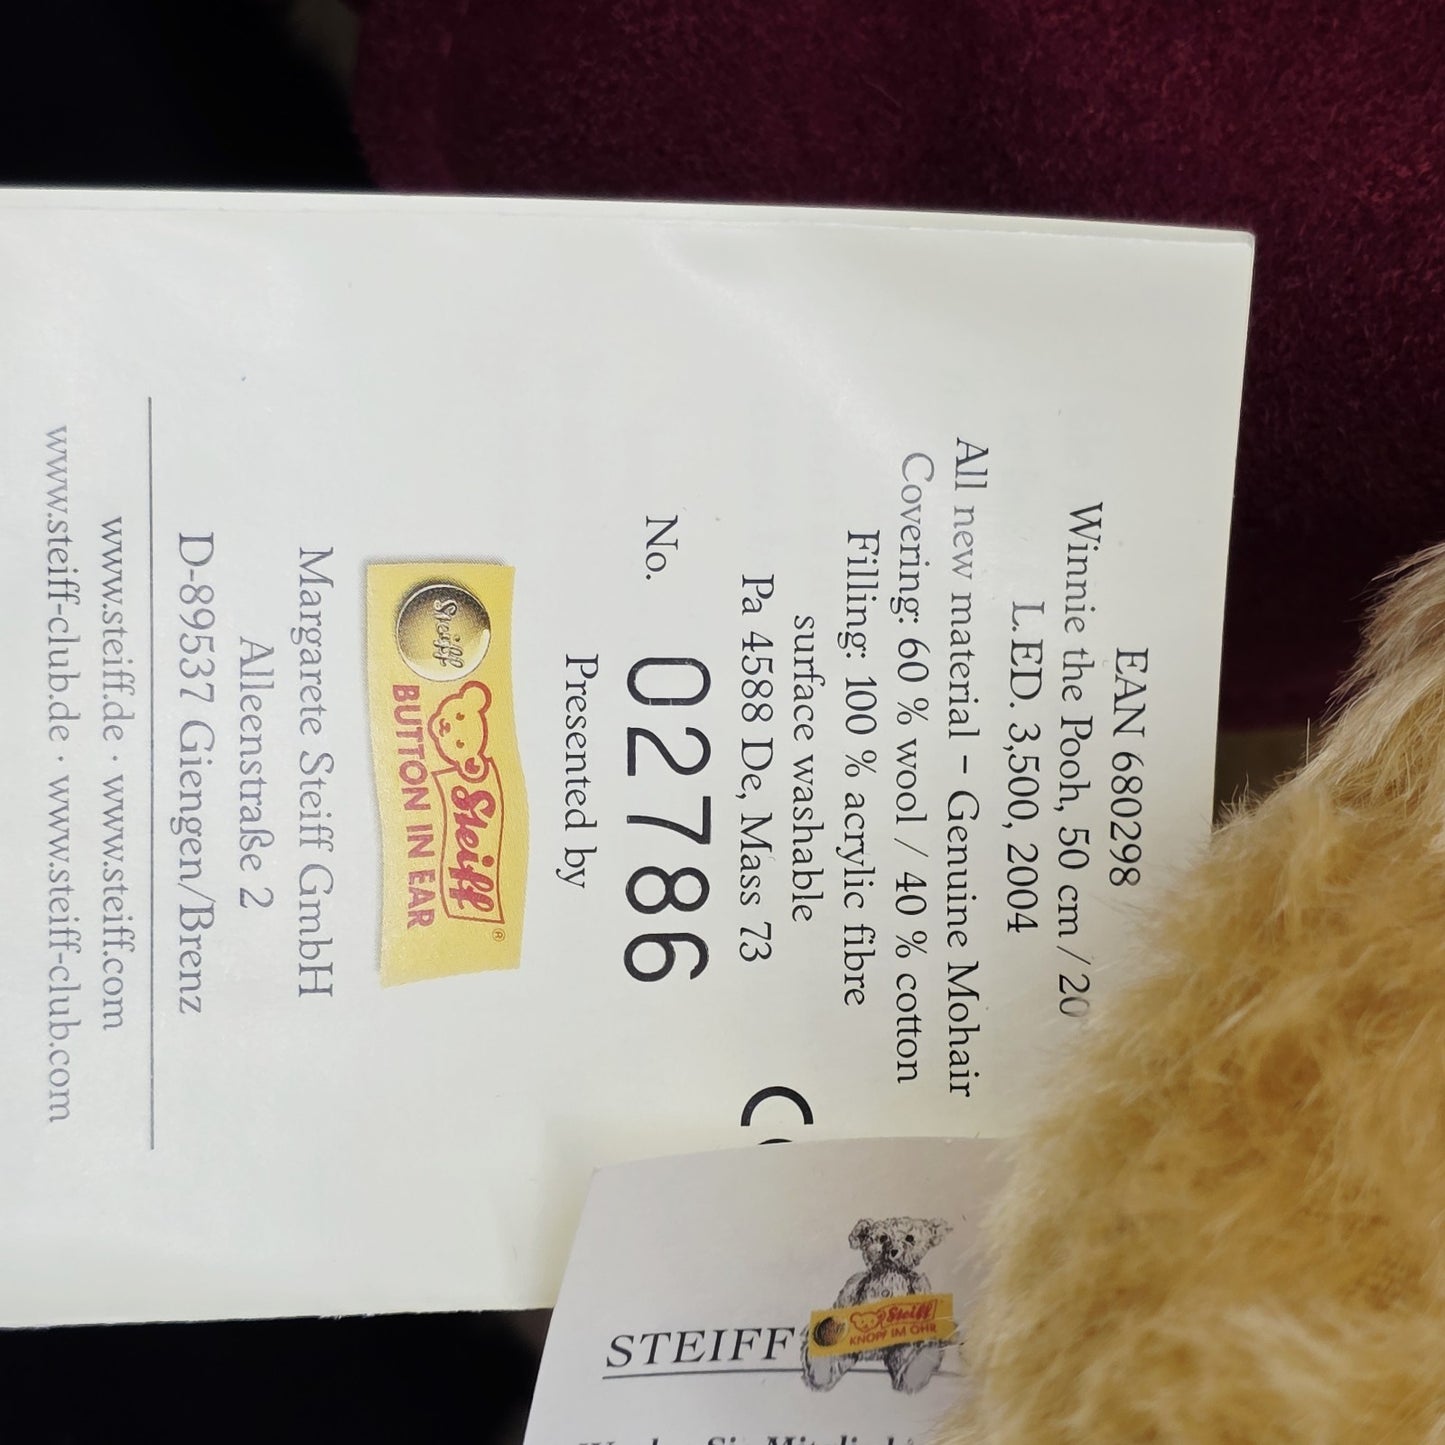 EAN 680298
Winnie the Pooh, 50 cm / 20
L. ED. 3,500, 2004
All new material – Genuine Mohair
Covering: 60 % wool / 40 % cotton
Filling: 100 % acrylic fibre
surface washable
Pa 4588 De, Mass 73
No. 02786
Presented by
Steiff
Steiff®
BUTTON IN EAR
Margarete Steiff GmbH
Alleenstraße 2
D-89537 Giengen/Brenz
www.steiff.de · www.steiff.com
www.steiff-club.de · www.steiff-club.com
STEIFF
Steiff
KNOPF IM OHR